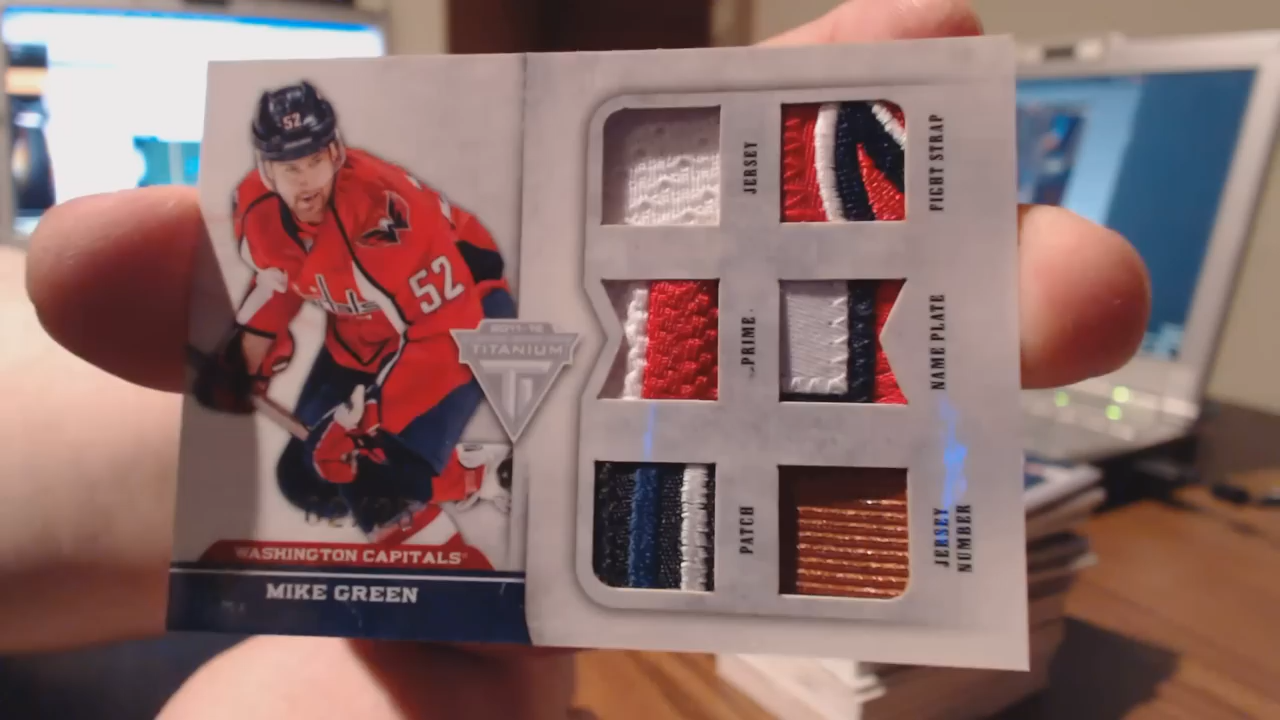 52
52
TITANIUM
WASHINGTON CAPITALS
MIKE GREEN
JERSEY
FIGHT STRAP
PRIME
NAME PLATE
PATCH
JERSEY
NUMBER